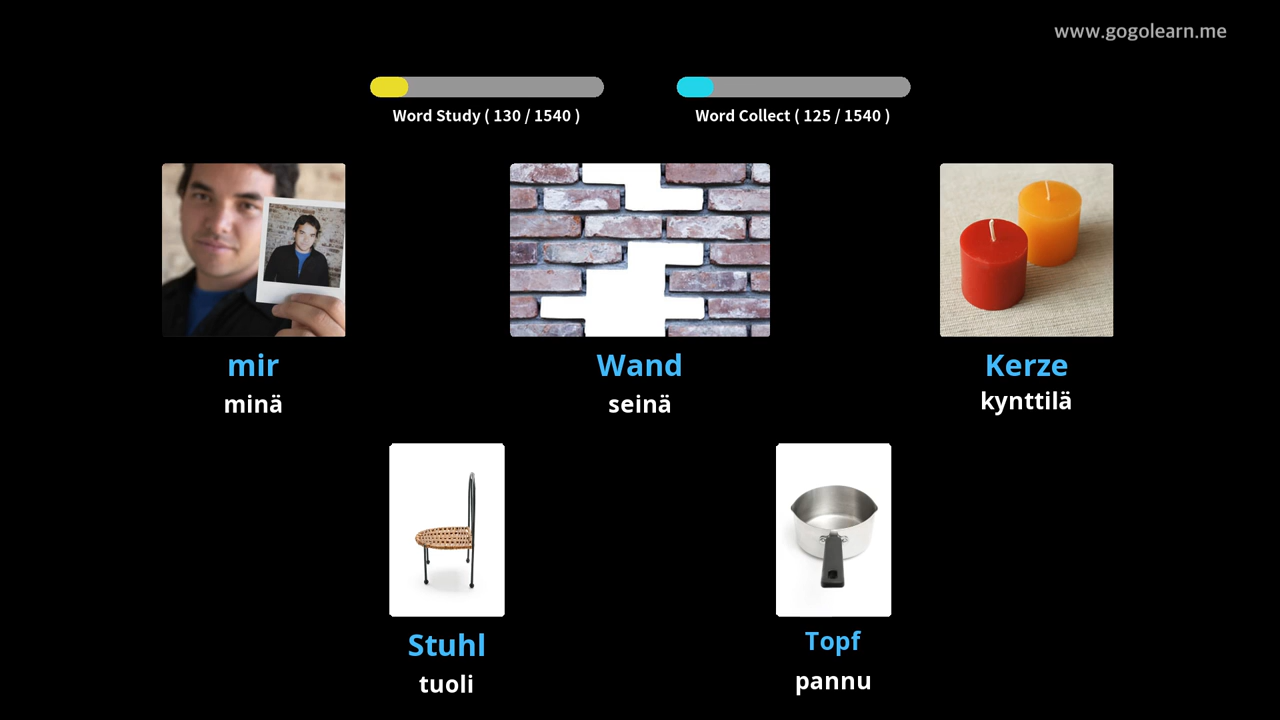 www.gogolearn.me
Word Study ( 130 / 1540 )
Word Collect ( 125 / 1540 )
mir
minä
Wand
seinä
Kerze
kynttilä
Stuhl
tuoli
Topf
pannu